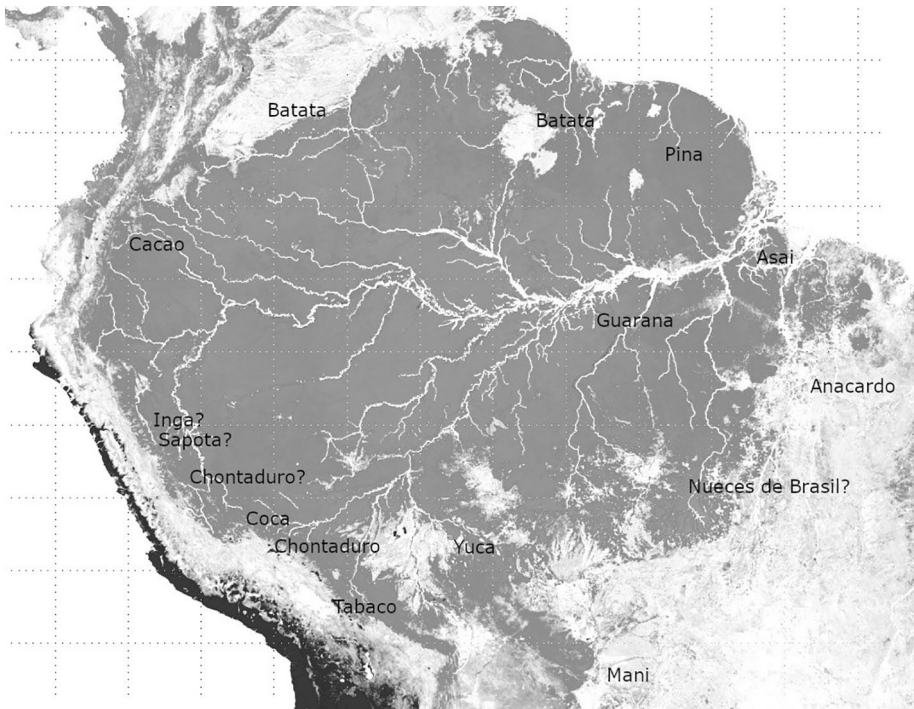 Batata
Batata
Pina
Cacao
Asai
Guarana
Anacardo
Inga?
Sapota?
Chontaduro?
Nueces de Brasil?
Coca
Chontaduro
Yuca
Tabaco
Mani